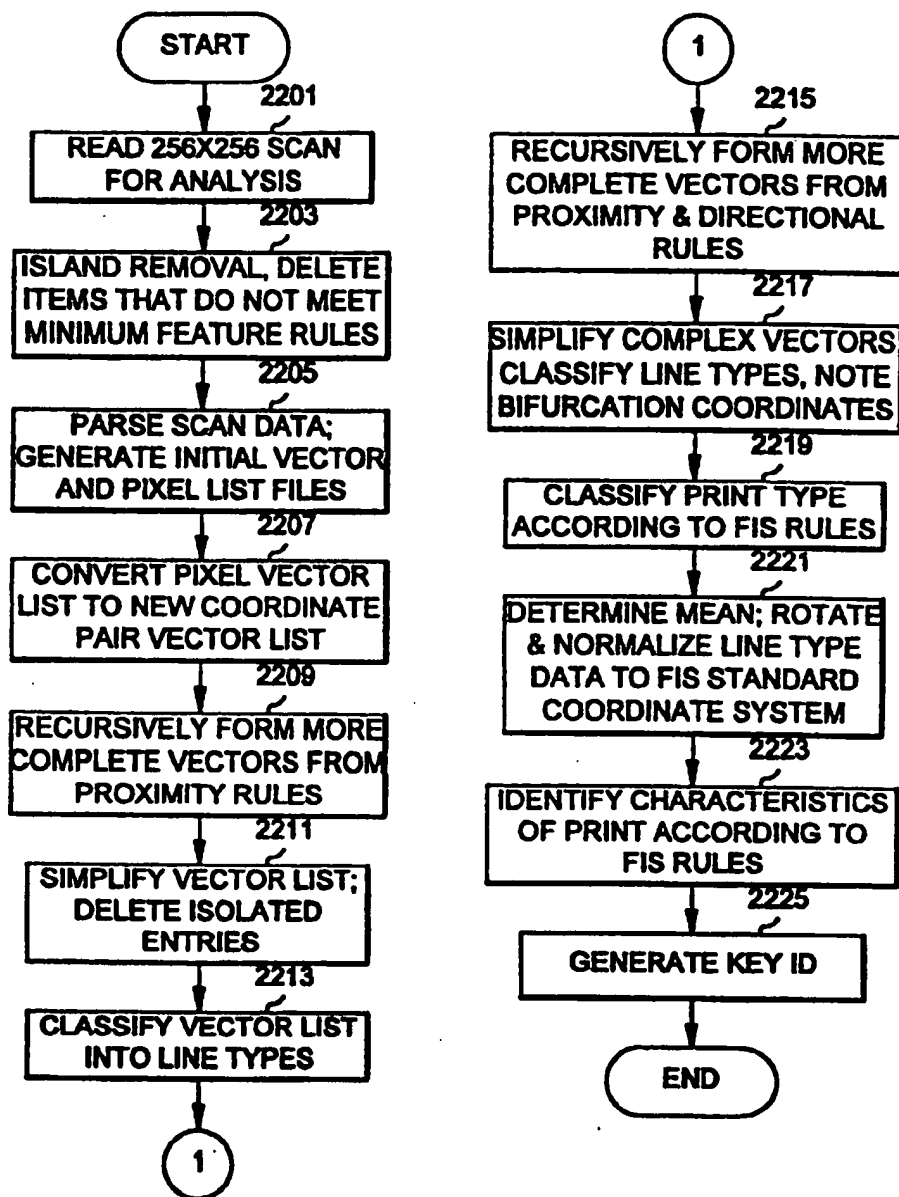 START
2201
READ 256X256 SCAN
FOR ANALYSIS
2203
ISLAND REMOVAL, DELETE
ITEMS THAT DO NOT MEET
MINIMUM FEATURE RULES
2205
PARSE SCAN DATA;
GENERATE INITIAL VECTOR
AND PIXEL LIST FILES
2207
CONVERT PIXEL VECTOR
LIST TO NEW COORDINATE
PAIR VECTOR LIST
2209
RECURSIVELY FORM MORE
COMPLETE VECTORS FROM
PROXIMITY RULES
2211
SIMPLIFY VECTOR LIST;
DELETE ISOLATED
ENTRIES
2213
CLASSIFY VECTOR LIST
INTO LINE TYPES
1
1
2215
RECURSIVELY FORM MORE
COMPLETE VECTORS FROM
PROXIMITY & DIRECTIONAL
RULES
2217
SIMPLIFY COMPLEX VECTORS
CLASSIFY LINE TYPES, NOTE
BIFURCATION COORDINATES
2219
CLASSIFY PRINT TYPE
ACCORDING TO FIS RULES
2221
DETERMINE MEAN; ROTATE
& NORMALIZE LINE TYPE
DATA TO FIS STANDARD
COORDINATE SYSTEM
2223
IDENTIFY CHARACTERISTICS
OF PRINT ACCORDING TO
FIS RULES
2225
GENERATE KEY ID
END